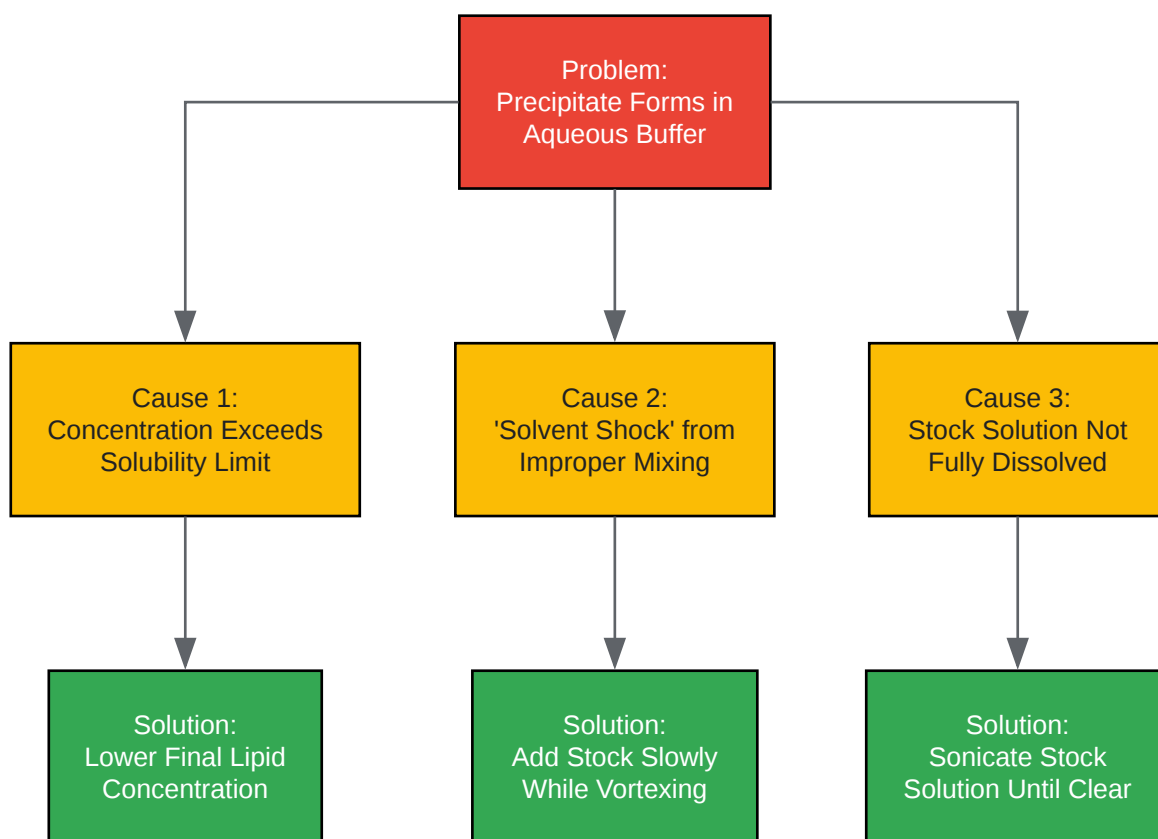 Problem:
Precipitate Forms in
Aqueous Buffer
Cause 1:
Concentration Exceeds
Solubility Limit
Cause 2:
'Solvent Shock' from
Improper Mixing
Cause 3:
Stock Solution Not
Fully Dissolved
Solution:
Lower Final Lipid
Concentration
Solution:
Add Stock Slowly
While Vortexing
Solution:
Sonicate Stock
Solution Until Clear